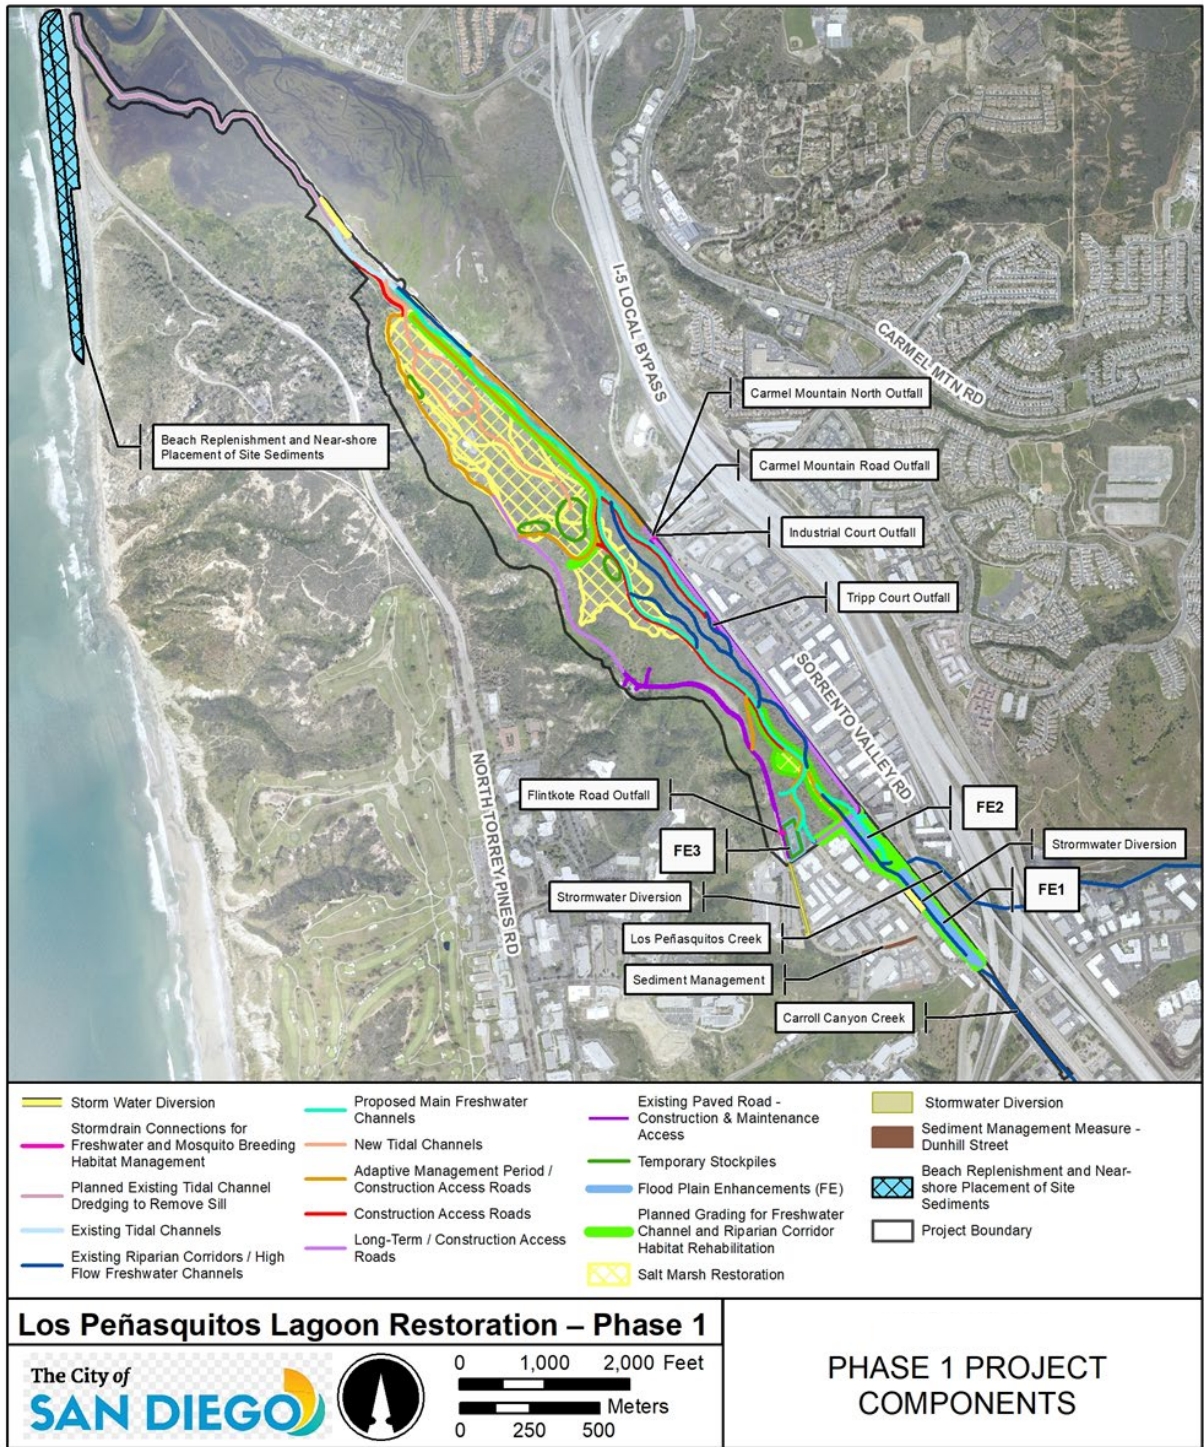 I-5 LOCAL BYPASS
CARMEL MTN RD
Carmel Mountain North Outfall
Beach Replenishment and Near-shore
Placement of Site Sediments
Carmel Mountain Road Outfall
Industrial Court Outfall
Tripp Court Outfall
SORRENTO VALLEY RD
NORTH TORREY PINES RD
Flintkote Road Outfall
FE2
FE3
Strormwater Diversion
Stormwater Diversion
FE1
Los Peñasquitos Creek
Sediment Management
Carroll Canyon Creek
Storm Water Diversion
Stormdrain Connections for
Freshwater and Mosquito Breeding
Habitat Management
Planned Existing Tidal Channel
Dredging to Remove Sill
Existing Tidal Channels
Existing Riparian Corridors / High
Flow Freshwater Channels
Proposed Main Freshwater
Channels
New Tidal Channels
Adaptive Management Period /
Construction Access Roads
Construction Access Roads
Long-Term / Construction Access
Roads
Existing Paved Road -
Construction & Maintenance
Access
Temporary Stockpiles
Flood Plain Enhancements (FE)
Planned Grading for Freshwater
Channel and Riparian Corridor
Habitat Rehabilitation
Salt Marsh Restoration
Stormwater Diversion
Sediment Management Measure -
Dunhill Street
Beach Replenishment and Near-
shore Placement of Site
Sediments
Project Boundary
Los Peñasquitos Lagoon Restoration – Phase 1
The City of
SAN DIEGO
0 1,000 2,000 Feet
Meters
0 250 500
PHASE 1 PROJECT
COMPONENTS